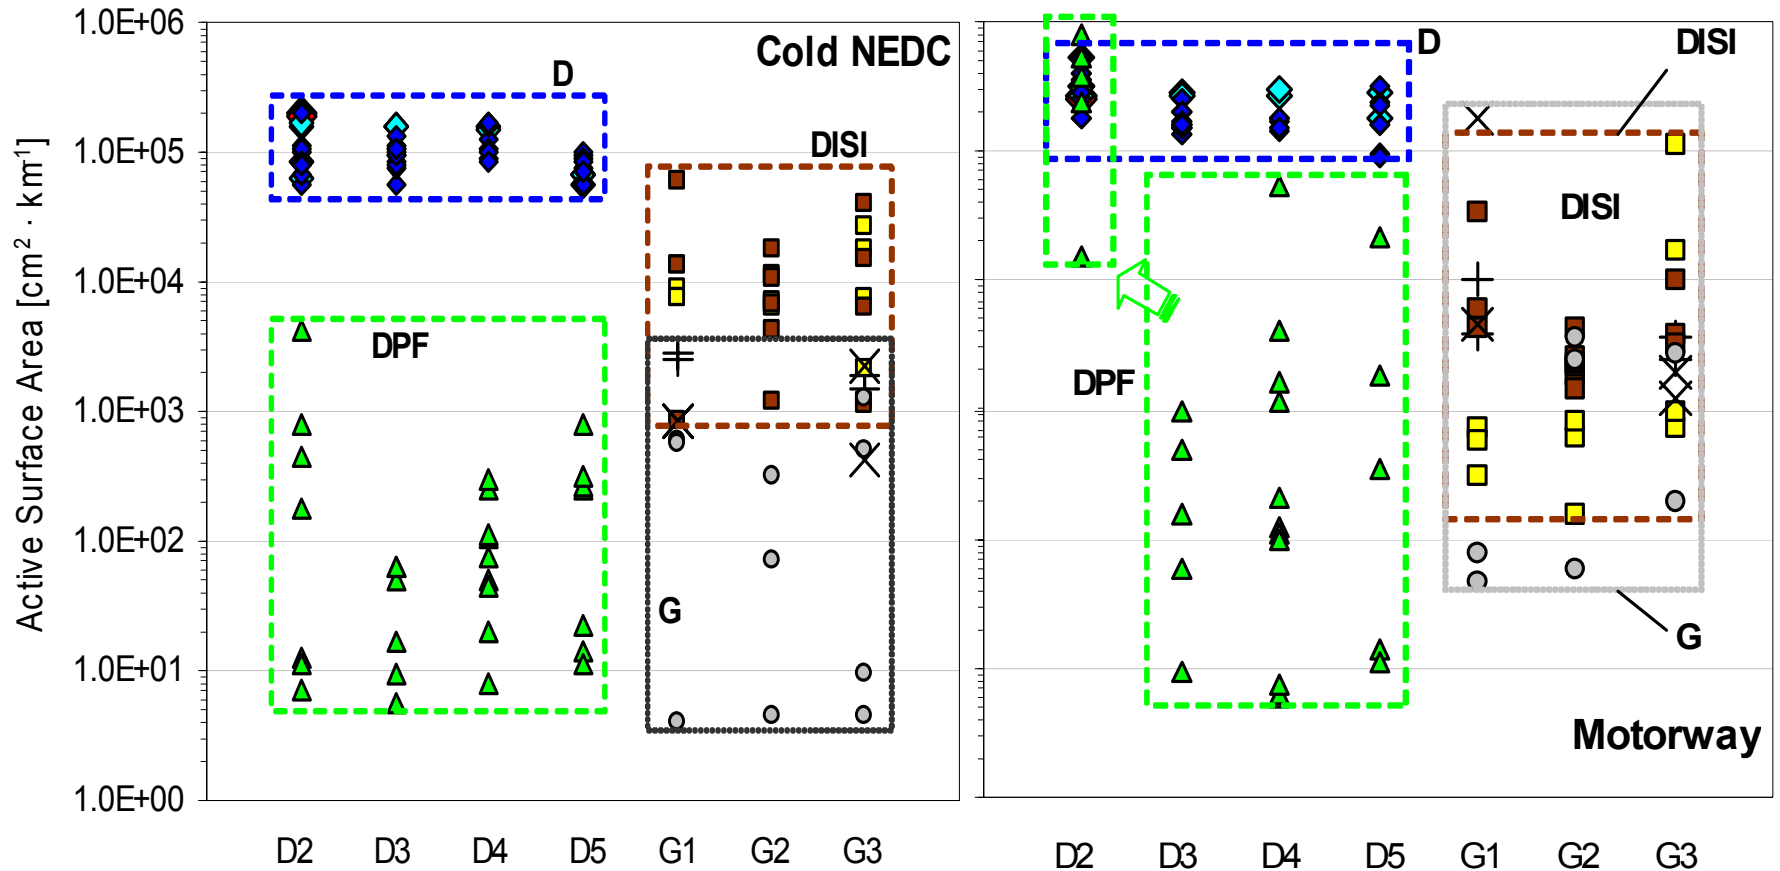 1.0E+06
1.0E+05
1.0E+04
1.0E+03
1.0E+02
1.0E+01
1.0E+00
Active Surface Area [cm² · km⁻¹]
Cold NEDC
D
DISI
DPF
G
D2 D3 D4 D5 G1 G2 G3
D
DISI
DISI
DPF
G
Motorway
D2 D3 D4 D5 G1 G2 G3